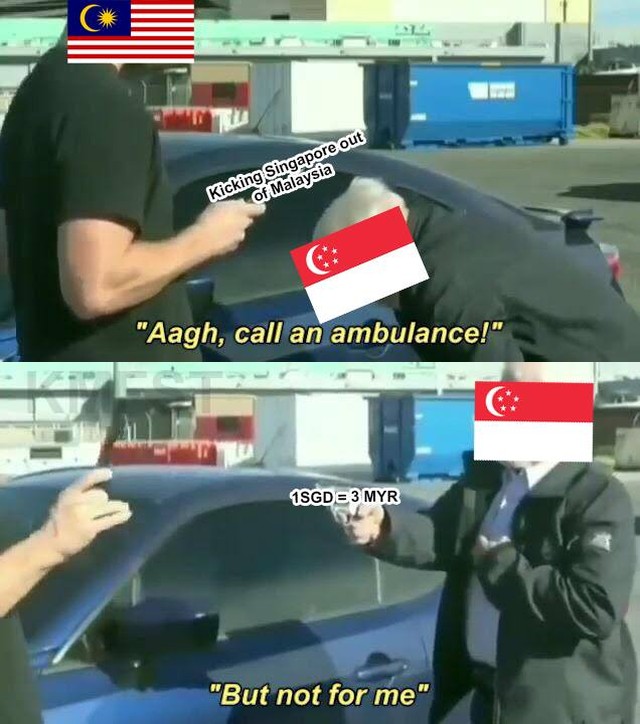 Kicking Singapore out
of Malaysia
"Aagh, call an ambulance!"
1SGD = 3 MYR
"But not for me"